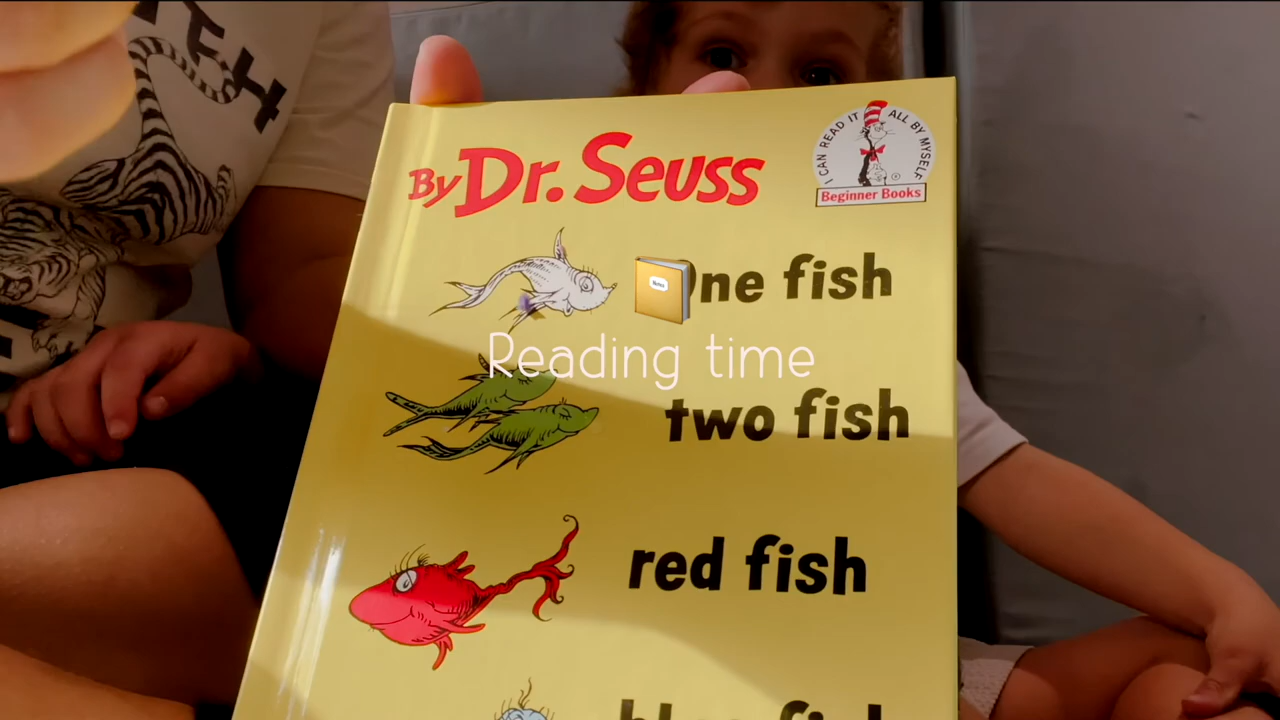 By Dr. Seuss
I CAN READ IT ALL BY MYSELF
Beginner Books
ne fish
Reading time
two fish
red fish